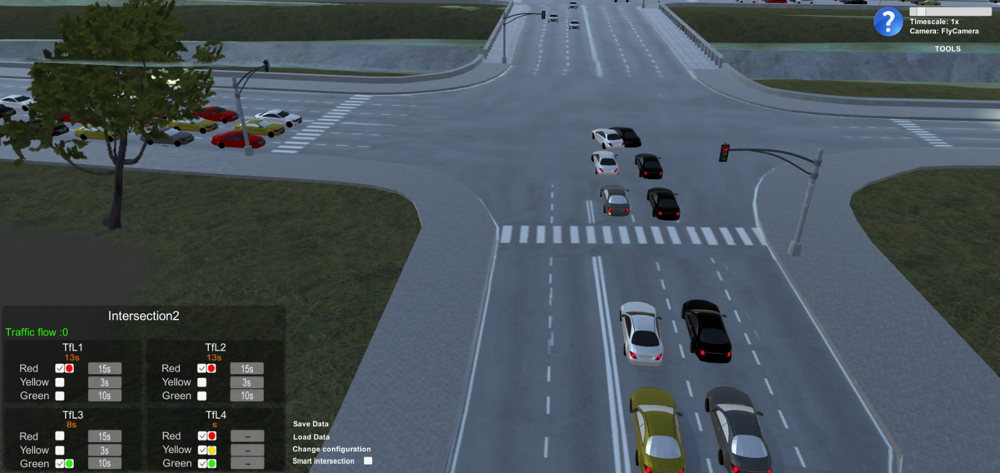 ?
Timescale: 1x
Camera: FlyCamera
TOOLS
Intersection2
Traffic flow :0
TfL1
13s
Red 15s
Yellow 3s
Green 10s
TfL2
13s
Red 15s
Yellow 3s
Green 10s
TfL3
8s
Red 15s
Yellow 3s
Green 10s
TfL4
s
Red --
Yellow --
Green --
Save Data
Load Data
Change configuration
Smart intersection